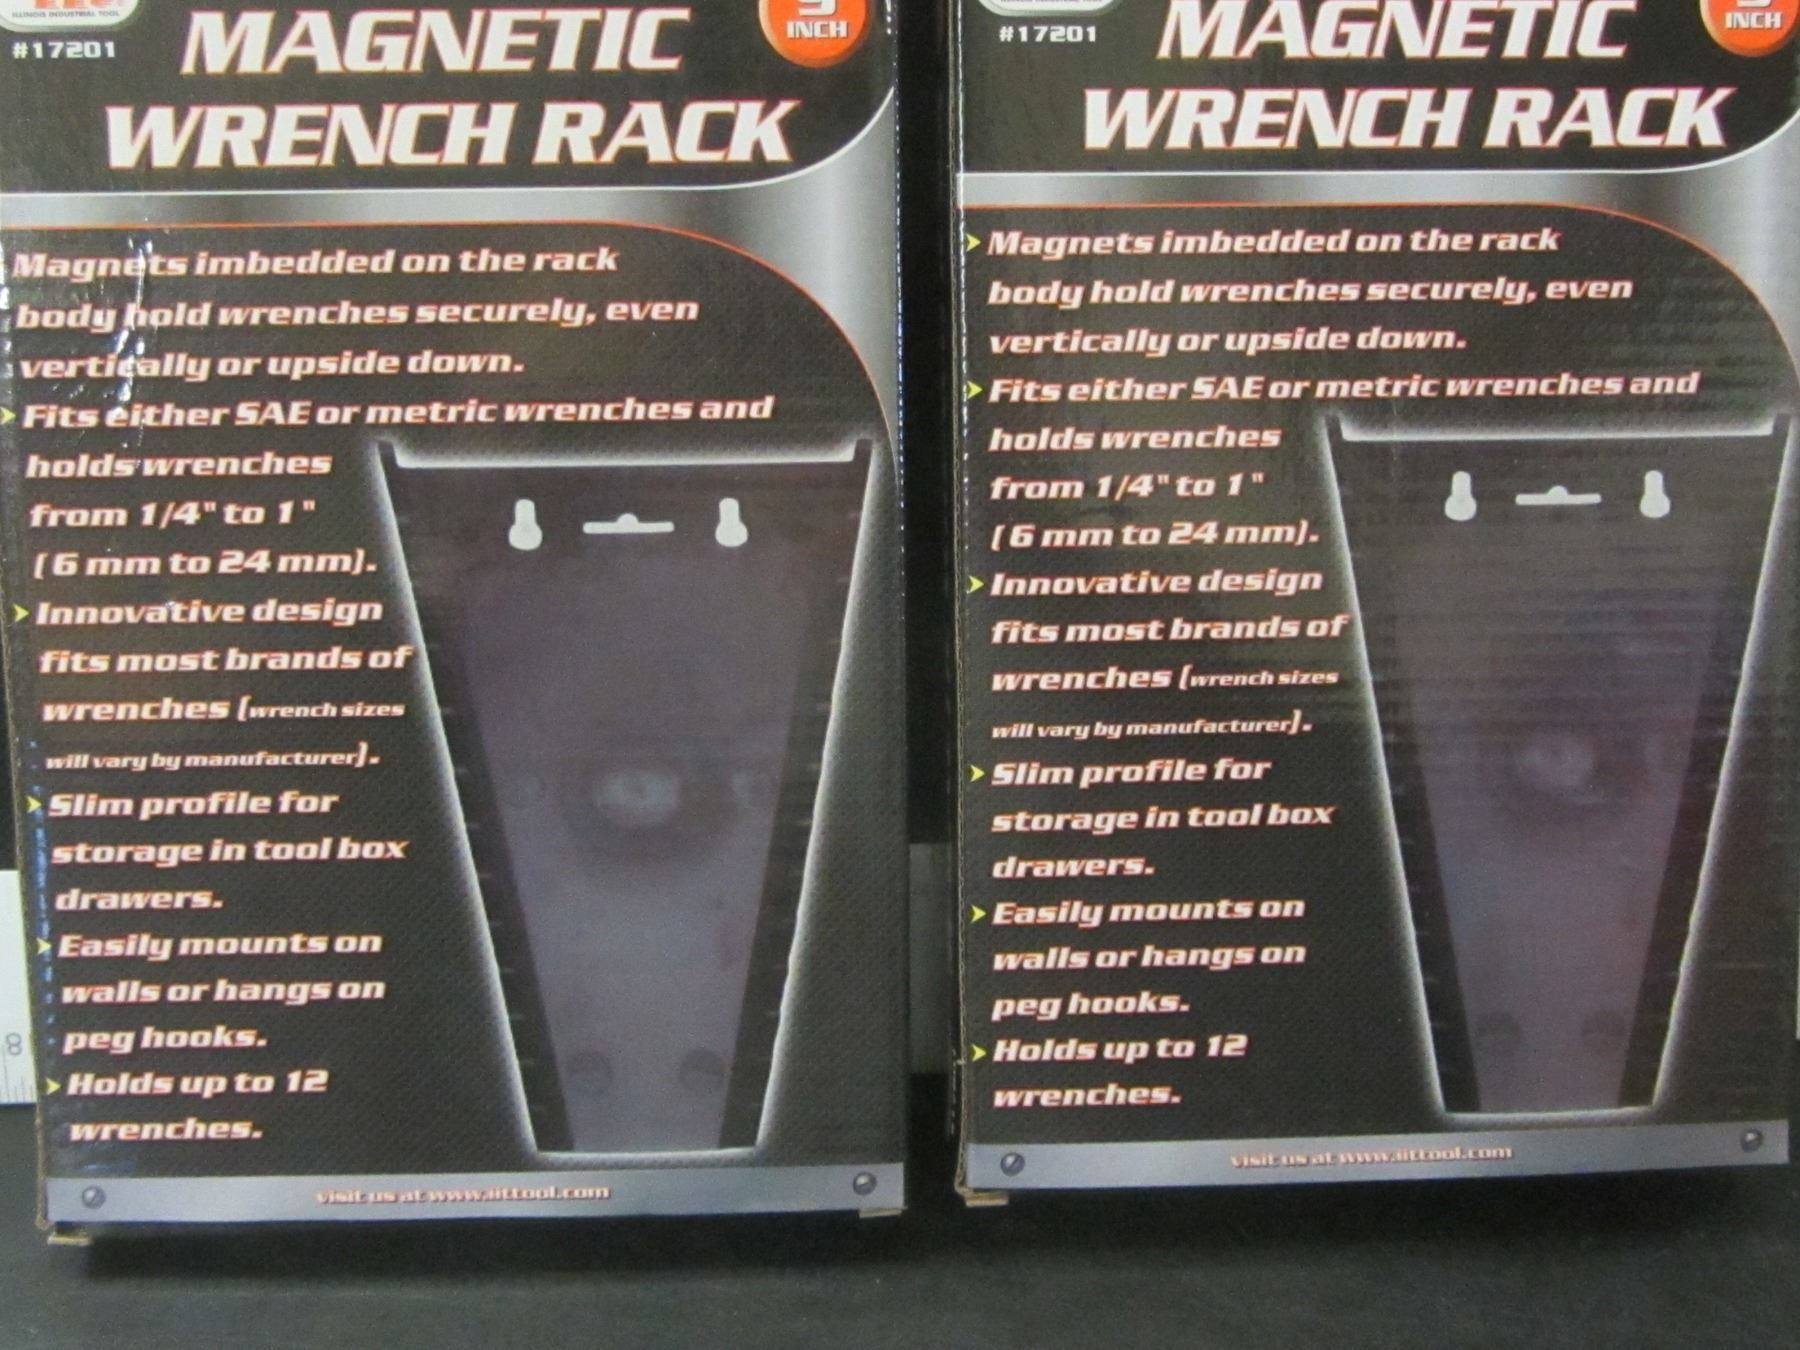 ILLINOIS INDUSTRIAL TOOL
#17201
INCH
MAGNETIC
WRENCH RACK
Magnets imbedded on the rack
body hold wrenches securely, even
vertically or upside down.
Fits either SAE or metric wrenches and
holds wrenches
from 1/4" to 1"
(6 mm to 24 mm).
Innovative design
fits most brands of
wrenches (wrench sizes
will vary by manufacturer).
Slim profile for
storage in tool box
drawers.
Easily mounts on
walls or hangs on
peg hooks.
Holds up to 12
wrenches.
visit us at www.iittool.com
8
#17201
INCH
MAGNETIC
WRENCH RACK
Magnets imbedded on the rack
body hold wrenches securely, even
vertically or upside down.
Fits either SAE or metric wrenches and
holds wrenches
from 1/4" to 1"
(6 mm to 24 mm).
Innovative design
fits most brands of
wrenches (wrench sizes
will vary by manufacturer).
Slim profile for
storage in tool box
drawers.
Easily mounts on
walls or hangs on
peg hooks.
Holds up to 12
wrenches.
visit us at www.iittool.com